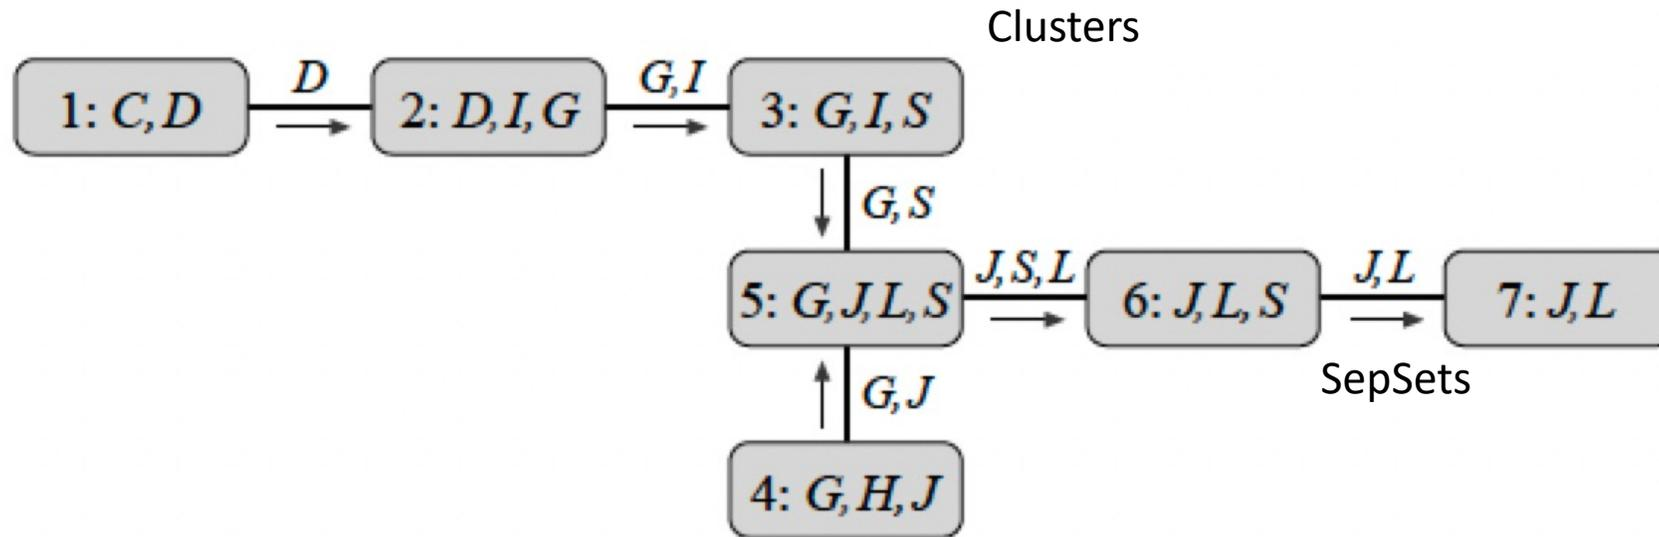 Clusters
D
G,I
1: C,D
2: D,I,G
3: G,I,S
G,S
J,S,L
J,L
5: G,J,L,S
6: J,L,S
7: J,L
SepSets
G,J
4: G,H,J